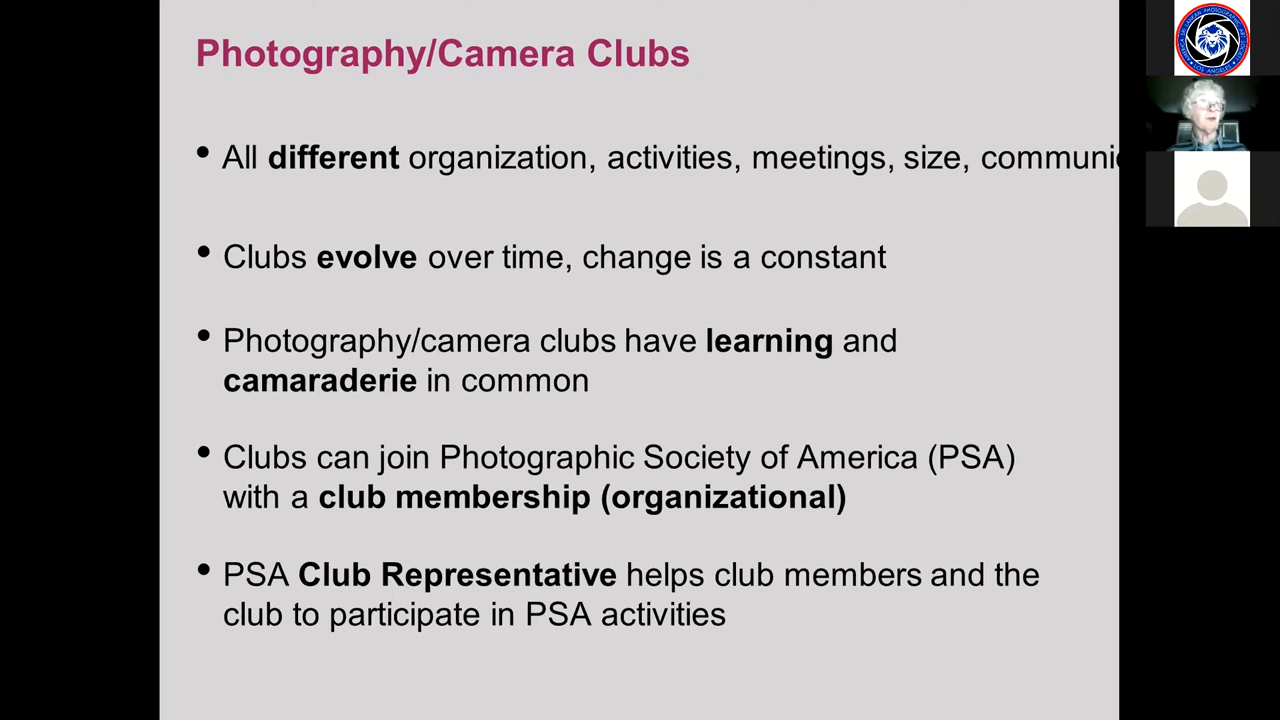 Photography/Camera Clubs
• All different organization, activities, meetings, size,
• Clubs evolve over time, change is a constant
• Photography/camera clubs have learning and
camaraderie in common
• Clubs can join Photographic Society of America (PSA)
with a club membership (organizational)
• PSA Club Representative helps club members and the
club to participate in PSA activities
LOS ANGELES